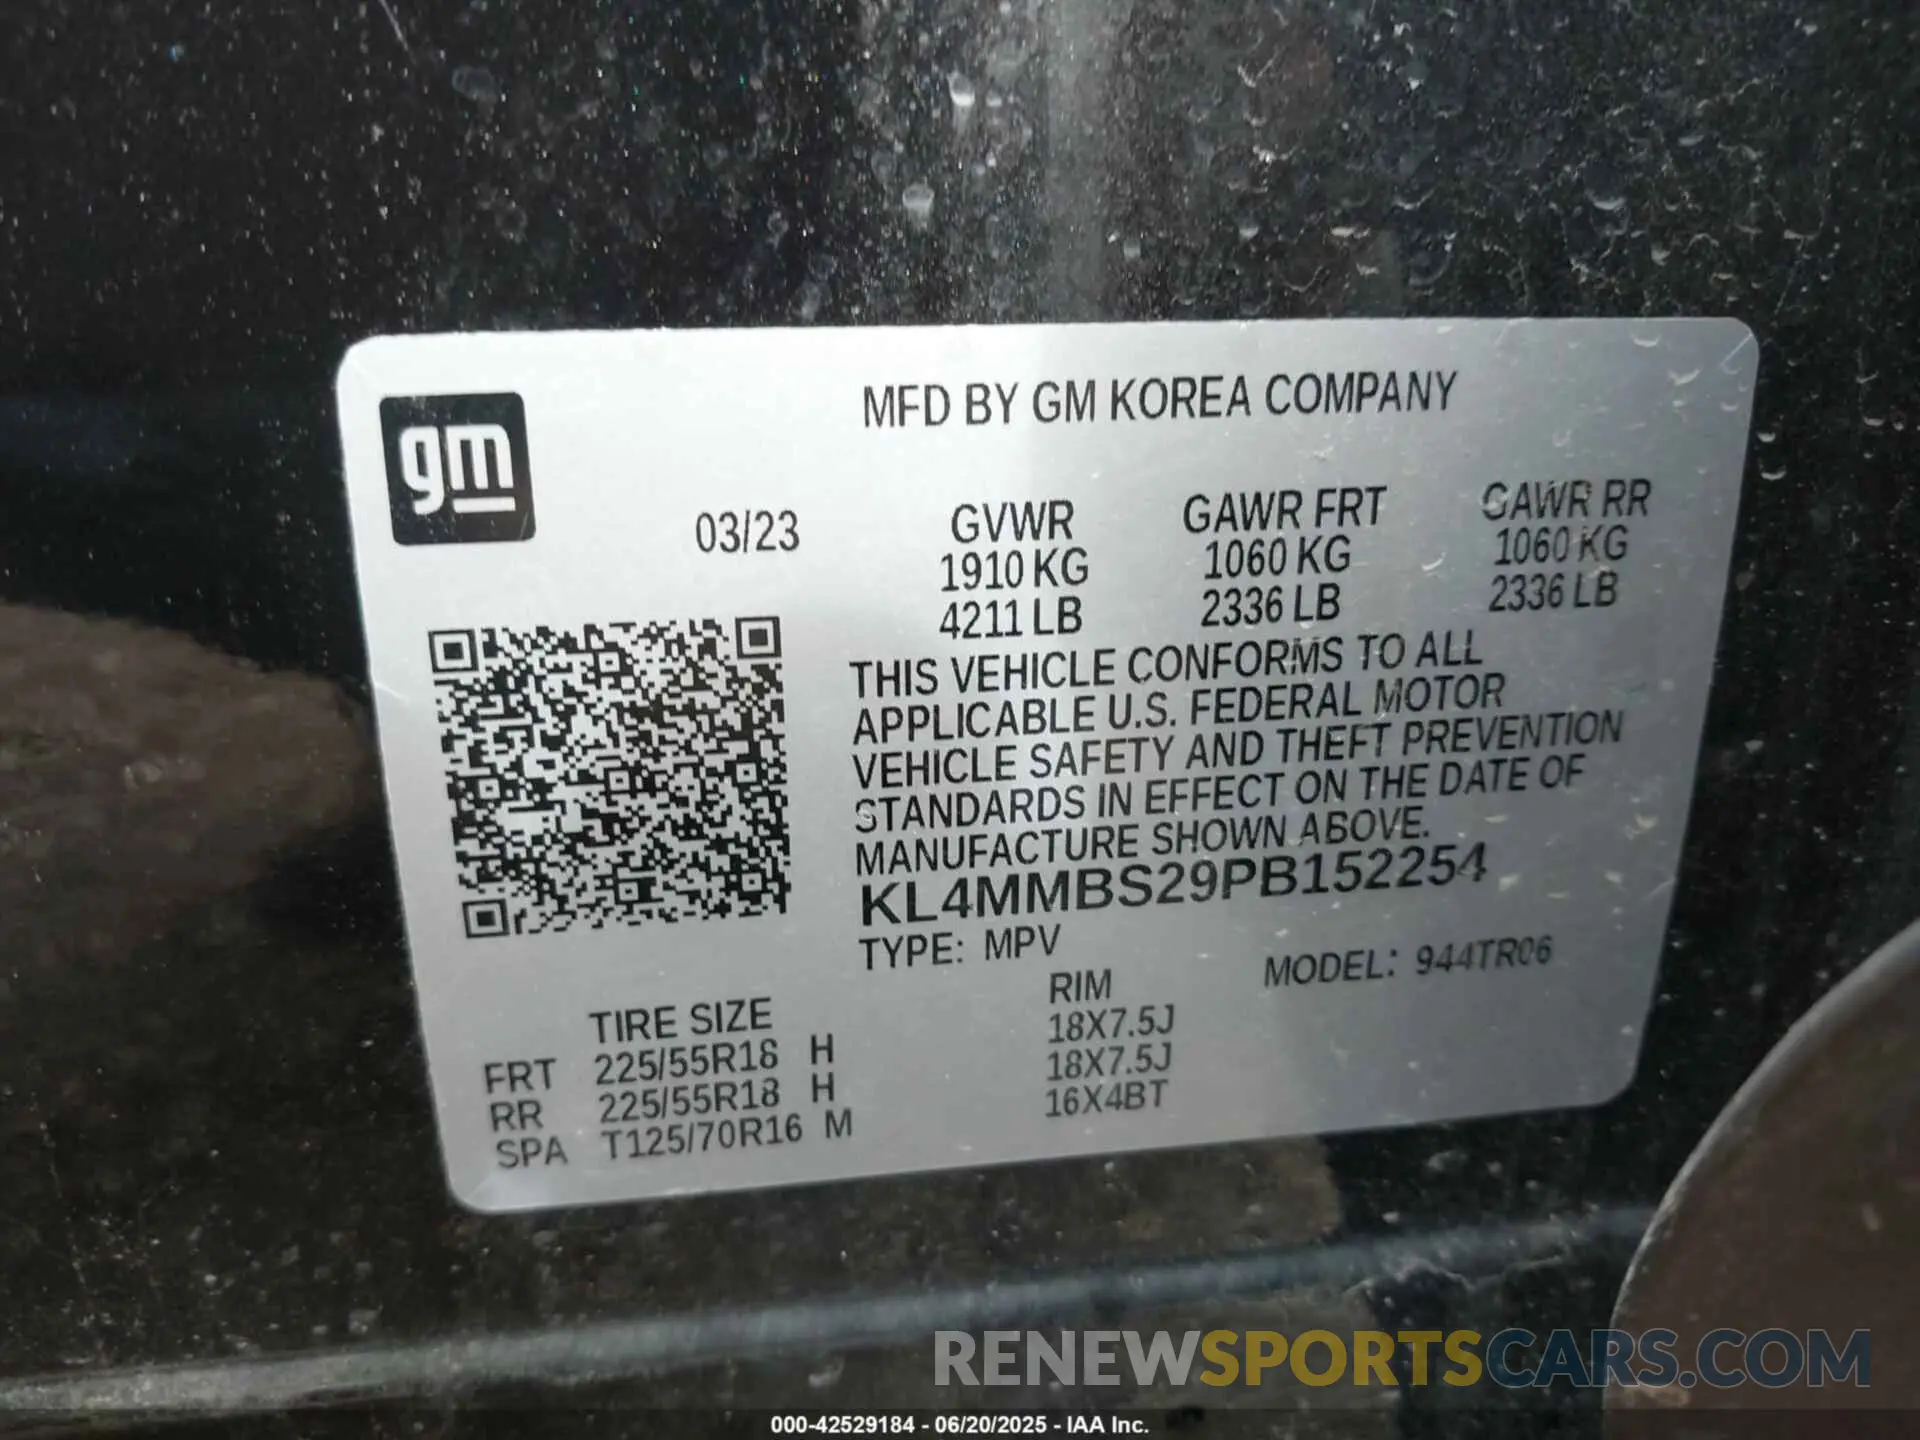 gm
MFD BY GM KOREA COMPANY
03/23
GVWR GAWR FRT GAWR RR
1910 KG 1060 KG 1060 KG
4211 LB 2336 LB 2336 LB
THIS VEHICLE CONFORMS TO ALL
APPLICABLE U.S. FEDERAL MOTOR
VEHICLE SAFETY AND THEFT PREVENTION
STANDARDS IN EFFECT ON THE DATE OF
MANUFACTURE SHOWN ABOVE.
KL4MMBS29PB152254
TYPE: MPV MODEL: 944TR06
TIRE SIZE RIM
FRT 225/55R18 H 18X7.5J
RR 225/55R18 H 18X7.5J
SPA T125/70R16 M 16X4BT
RENEWSPORTSCARS.COM
000-42529184 - 06/20/2025 - IAA Inc.